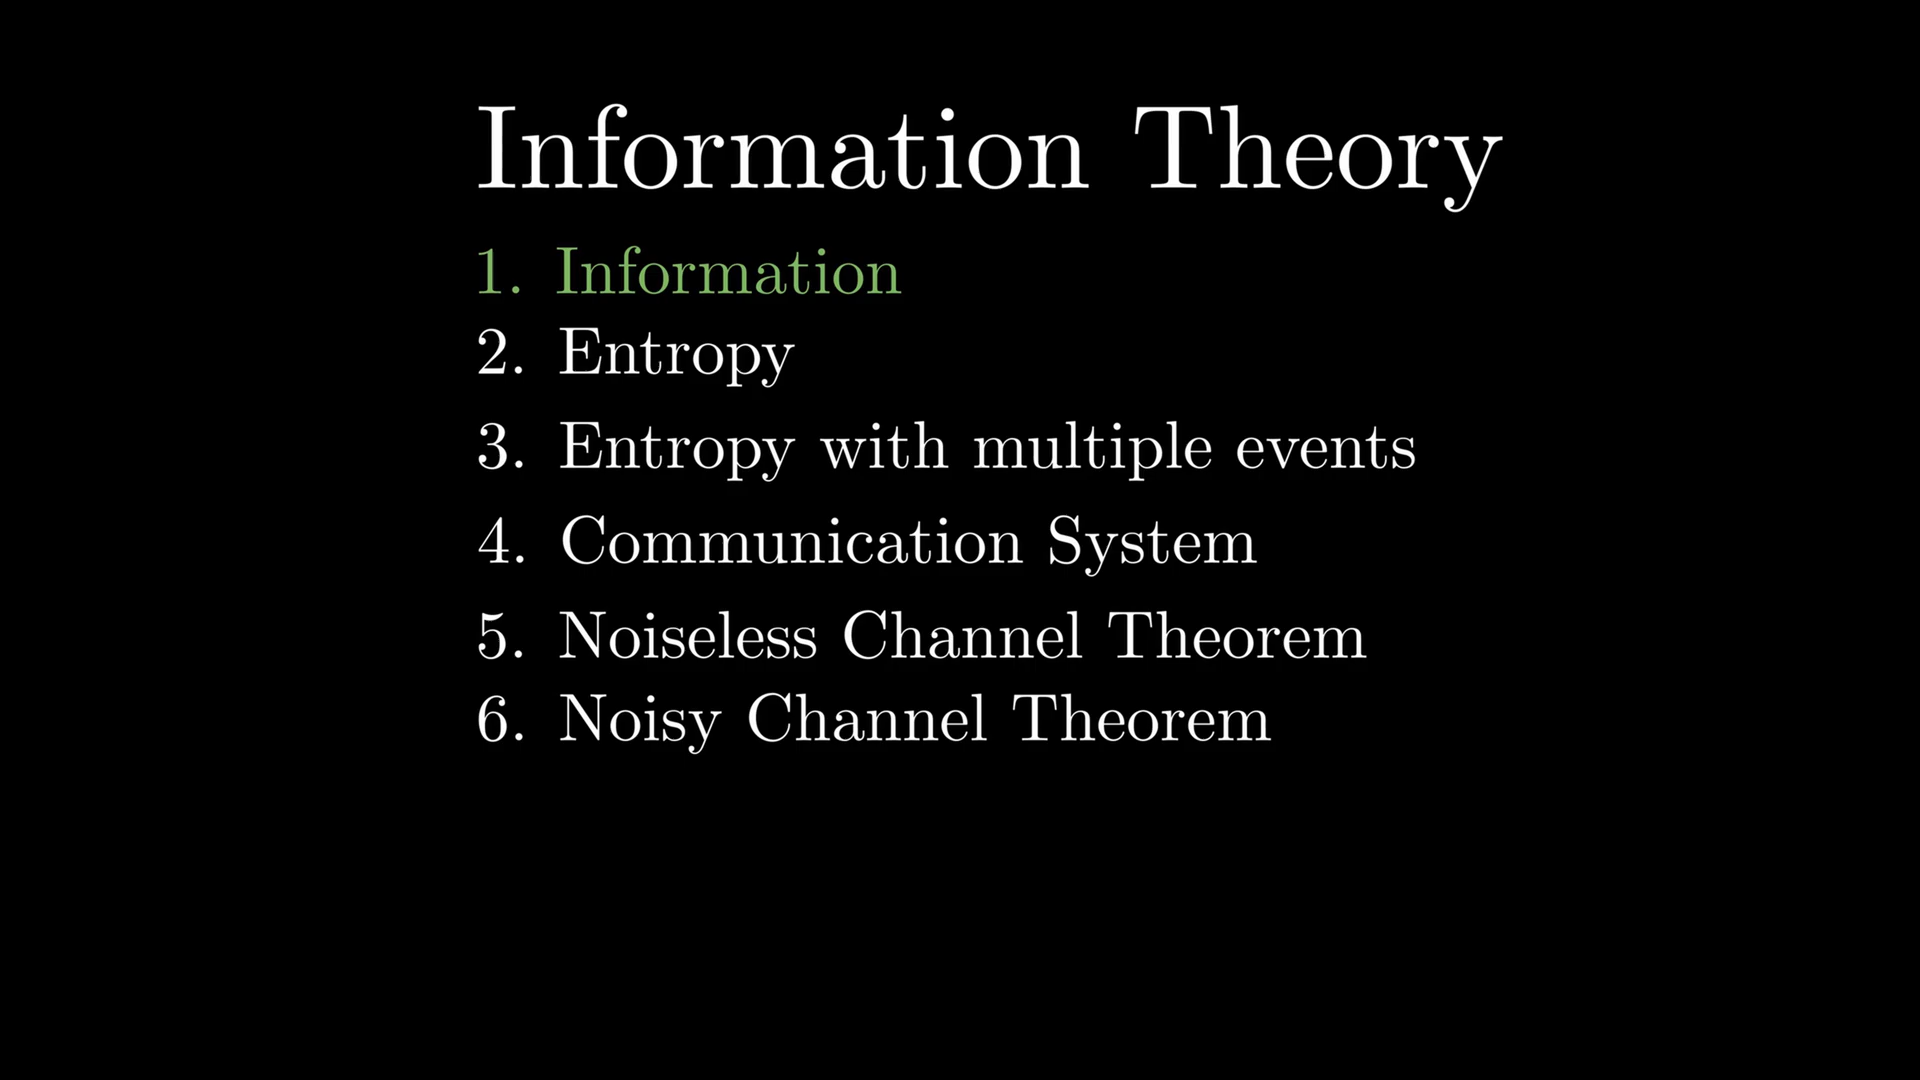 Information Theory
1. Information
2. Entropy
3. Entropy with multiple events
4. Communication System
5. Noiseless Channel Theorem
6. Noisy Channel Theorem